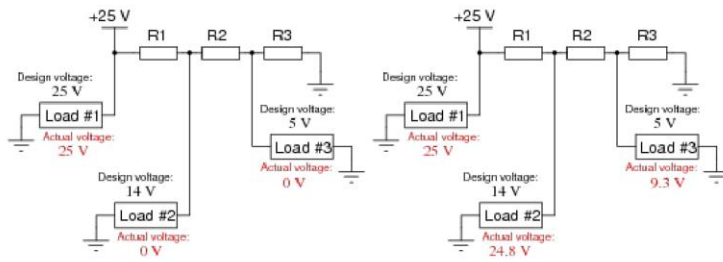 +25 V
R1 R2 R3
Design voltage:
25 V
Load #1
Actual voltage:
25 V
Design voltage:
5 V
Load #3
Actual voltage:
0 V
Design voltage:
14 V
Load #2
Actual voltage:
0 V
+25 V
R1 R2 R3
Design voltage:
25 V
Load #1
Actual voltage:
25 V
Design voltage:
5 V
Load #3
Actual voltage:
9.3 V
Design voltage:
14 V
Load #2
Actual voltage:
24.8 V